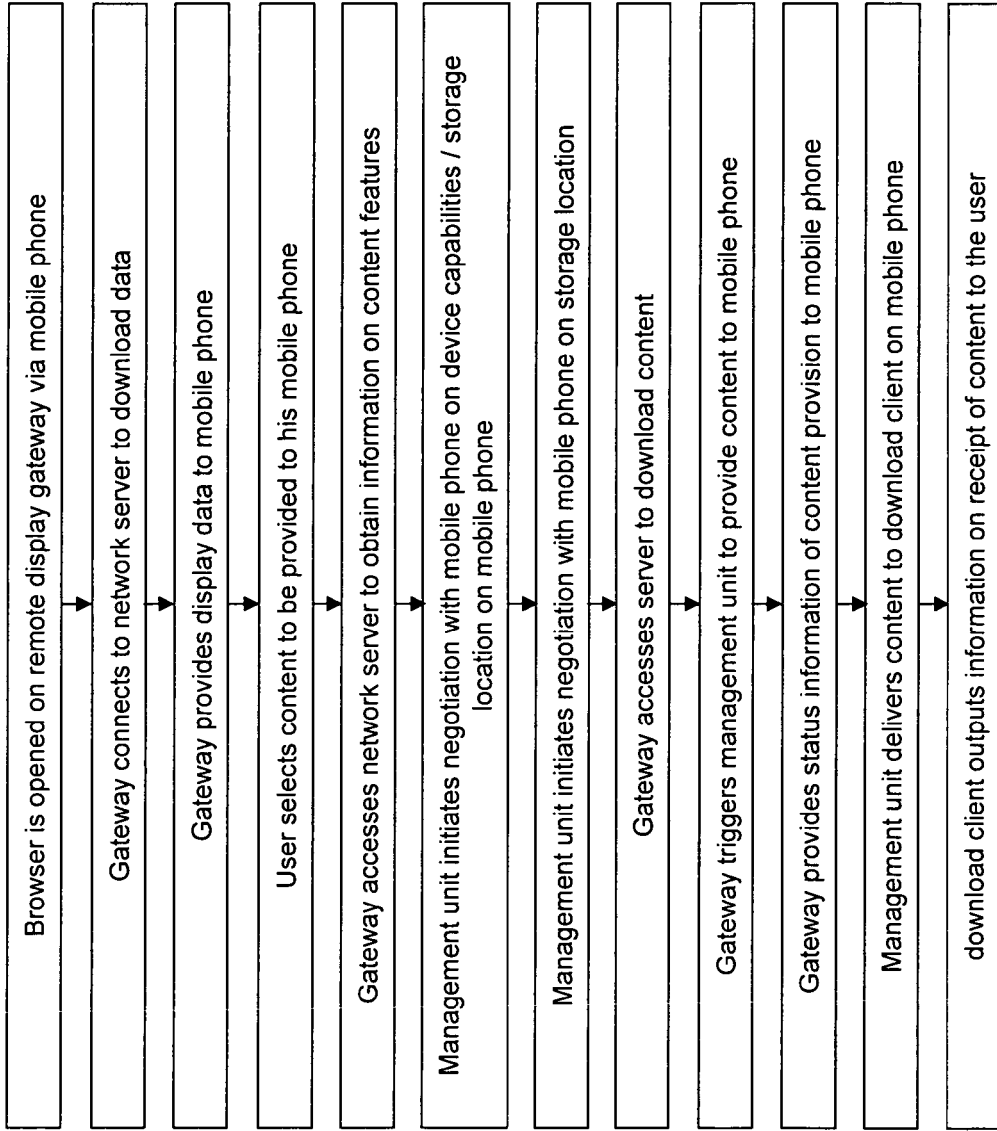 Browser is opened on remote display gateway via mobile phone
Gateway connects to network server to download data
Gateway provides display data to mobile phone
User selects content to be provided to his mobile phone
Gateway accesses network server to obtain information on content features
Management unit initiates negotiation with mobile phone on device capabilities / storage
location on mobile phone
Management unit initiates negotiation with mobile phone on storage location
Gateway accesses server to download content
Gateway triggers management unit to provide content to mobile phone
Gateway provides status information of content provision to mobile phone
Management unit delivers content to download client on mobile phone
download client outputs information on receipt of content to the user